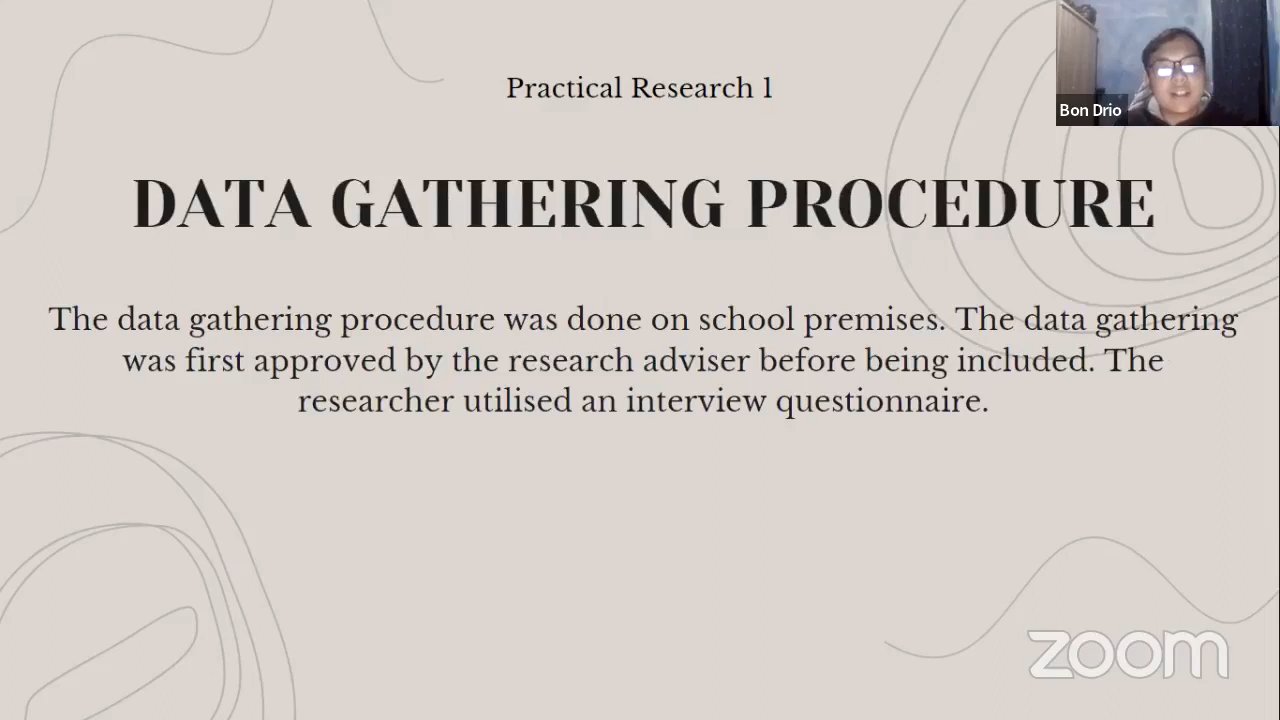 Practical Research 1
Bon Drio
DATA GATHERING PROCEDURE
The data gathering procedure was done on school premises. The data gathering
was first approved by the research adviser before being included. The
researcher utilised an interview questionnaire.
zoom